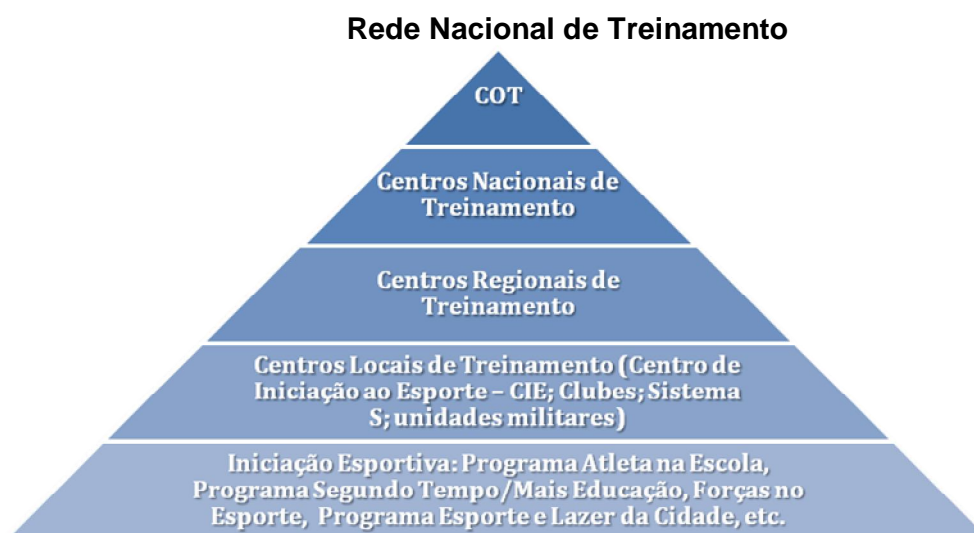 Rede Nacional de Treinamento
COT
Centros Nacionais de
Treinamento
Centros Regionais de
Treinamento
Centros Locais de Treinamento (Centro de
Iniciação ao Esporte – CIE; Clubes; Sistema
S; unidades militares)
Iniciação Esportiva: Programa Atleta na Escola,
Programa Segundo Tempo/Mais Educação, Forças no
Esporte, Programa Esporte e Lazer da Cidade, etc.